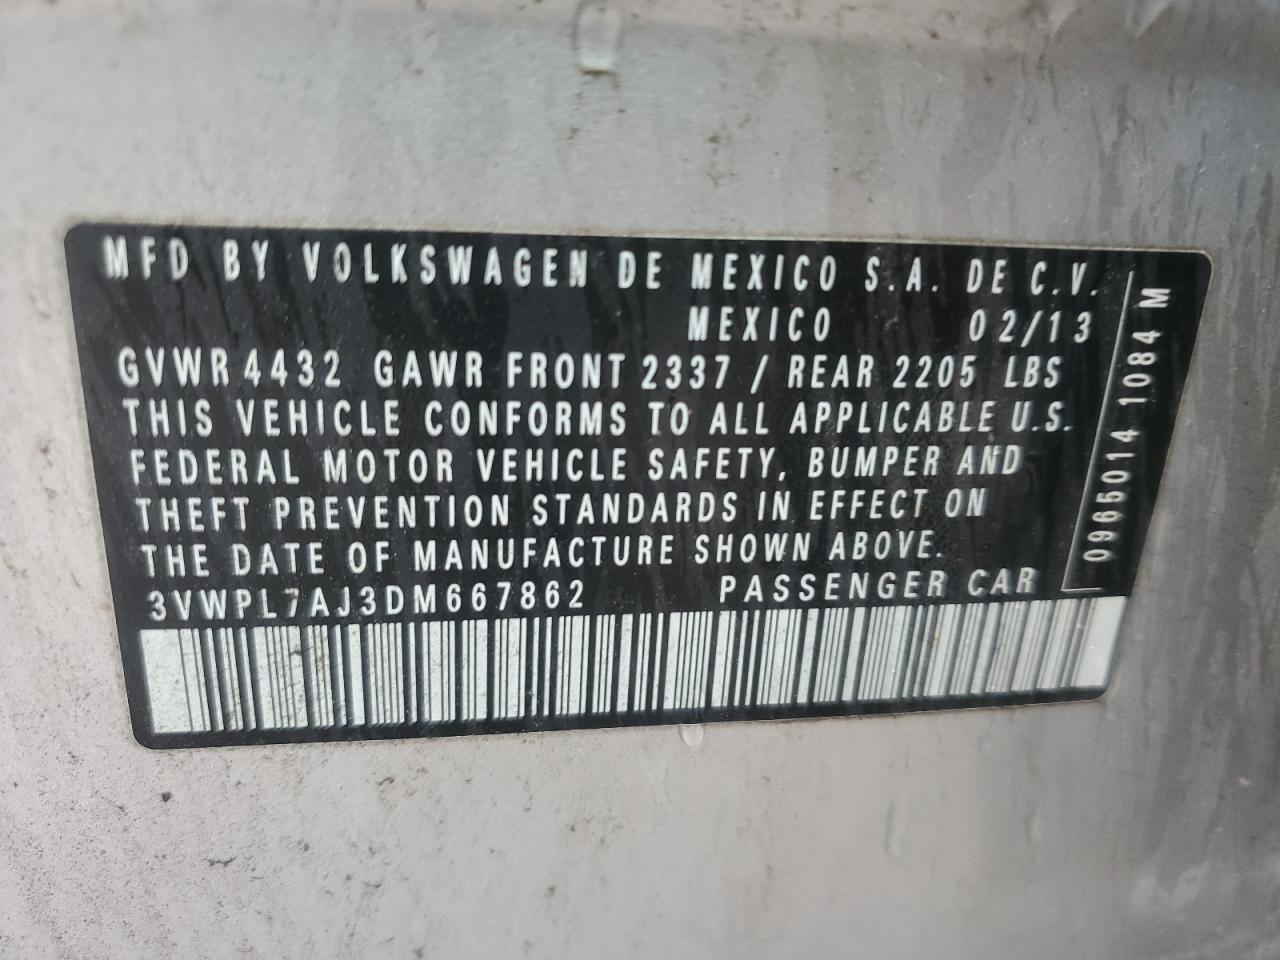 MFD BY VOLKSWAGEN DE MEXICO S.A. DE C.V.
MEXICO 02/13
GVWR 4432 GAWR FRONT 2337 / REAR 2205 LBS
THIS VEHICLE CONFORMS TO ALL APPLICABLE U.S.
FEDERAL MOTOR VEHICLE SAFETY, BUMPER AND
THEFT PREVENTION STANDARDS IN EFFECT ON
THE DATE OF MANUFACTURE SHOWN ABOVE.
3VWPL7AJ3DM667862 PASSENGER CAR
0965014 1084 M